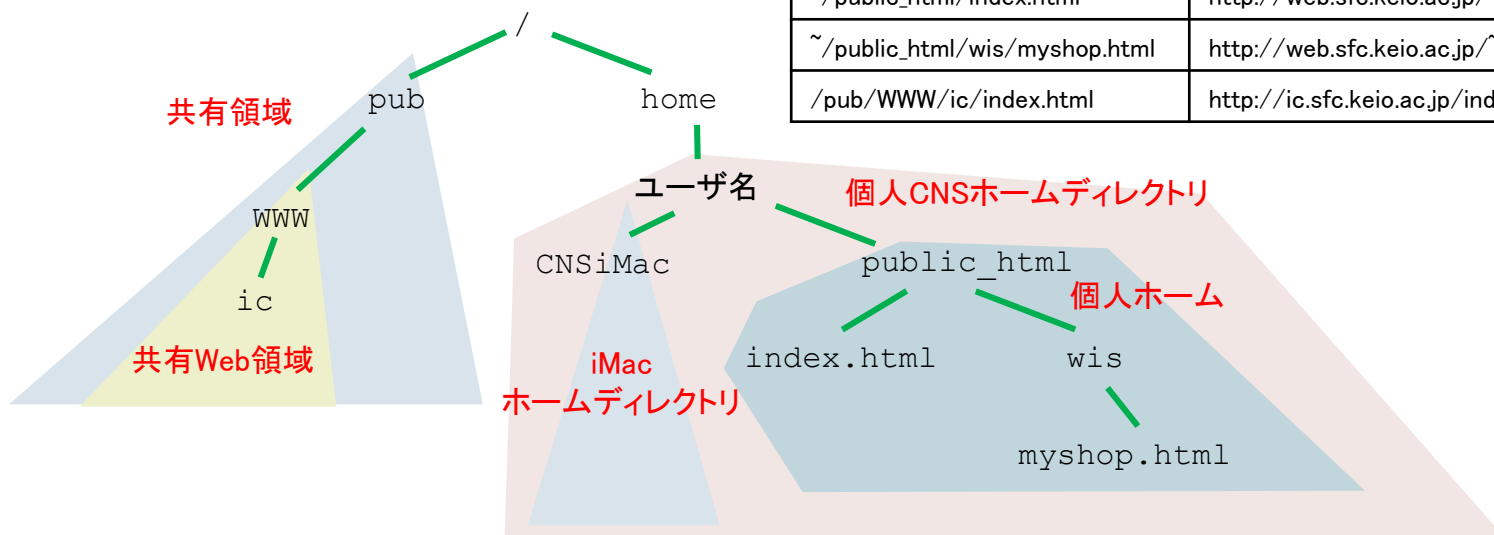 ~/public_html/index.html
http://web.sfc.keio.ac.jp/
~/public_html/wis/myshop.html
http://web.sfc.keio.ac.jp/~
/pub/WWW/ic/index.html
http://ic.sfc.keio.ac.jp/ind
/
pub
home
共有領域
ユーザ名
個人CNSホームディレクトリ
WWW
CNSiMac
public_html
ic
個人ホーム
共有Web領域
iMac
ホームディレクトリ
index.html
wis
myshop.html